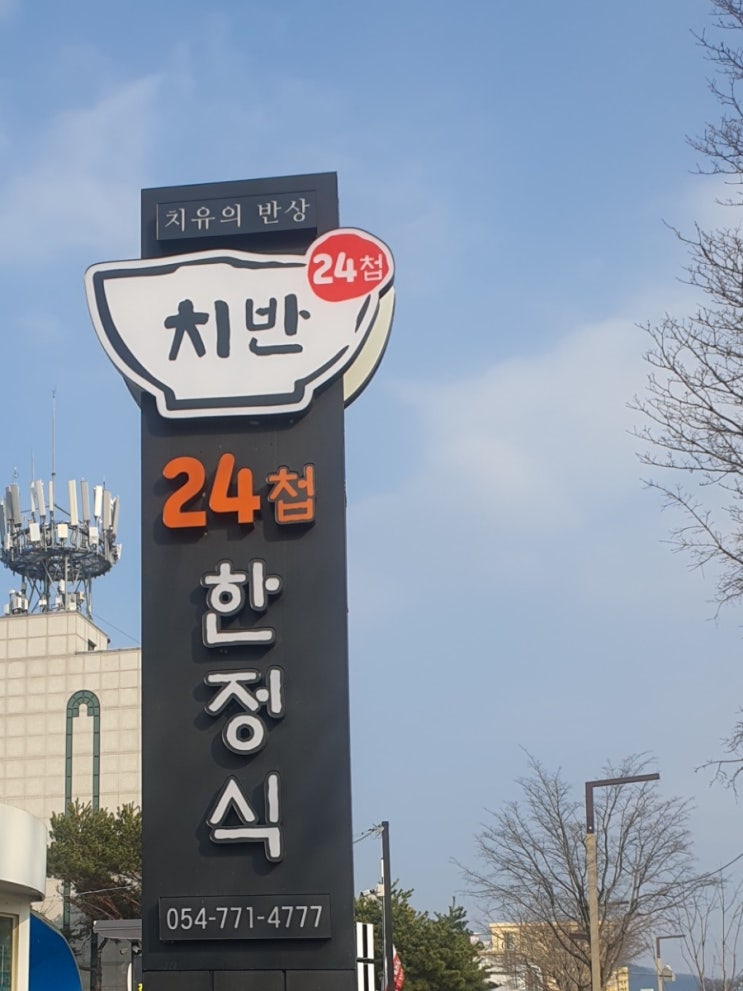 치유의 반상
24첩
치반
24첩
한
정
식
054-771-4777